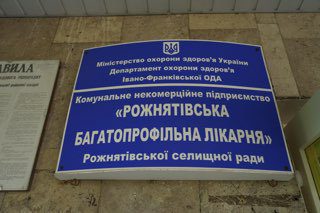 Міністерство охорони здоров'я України
Департамент охорони здоров'я
Івано-Франківської ОДА
Комунальне некомерційне підприємство
«РОЖНЯТІВСЬКА
БАГАТОПРОФІЛЬНА ЛІКАРНЯ»
Рожнятівської селищної ради